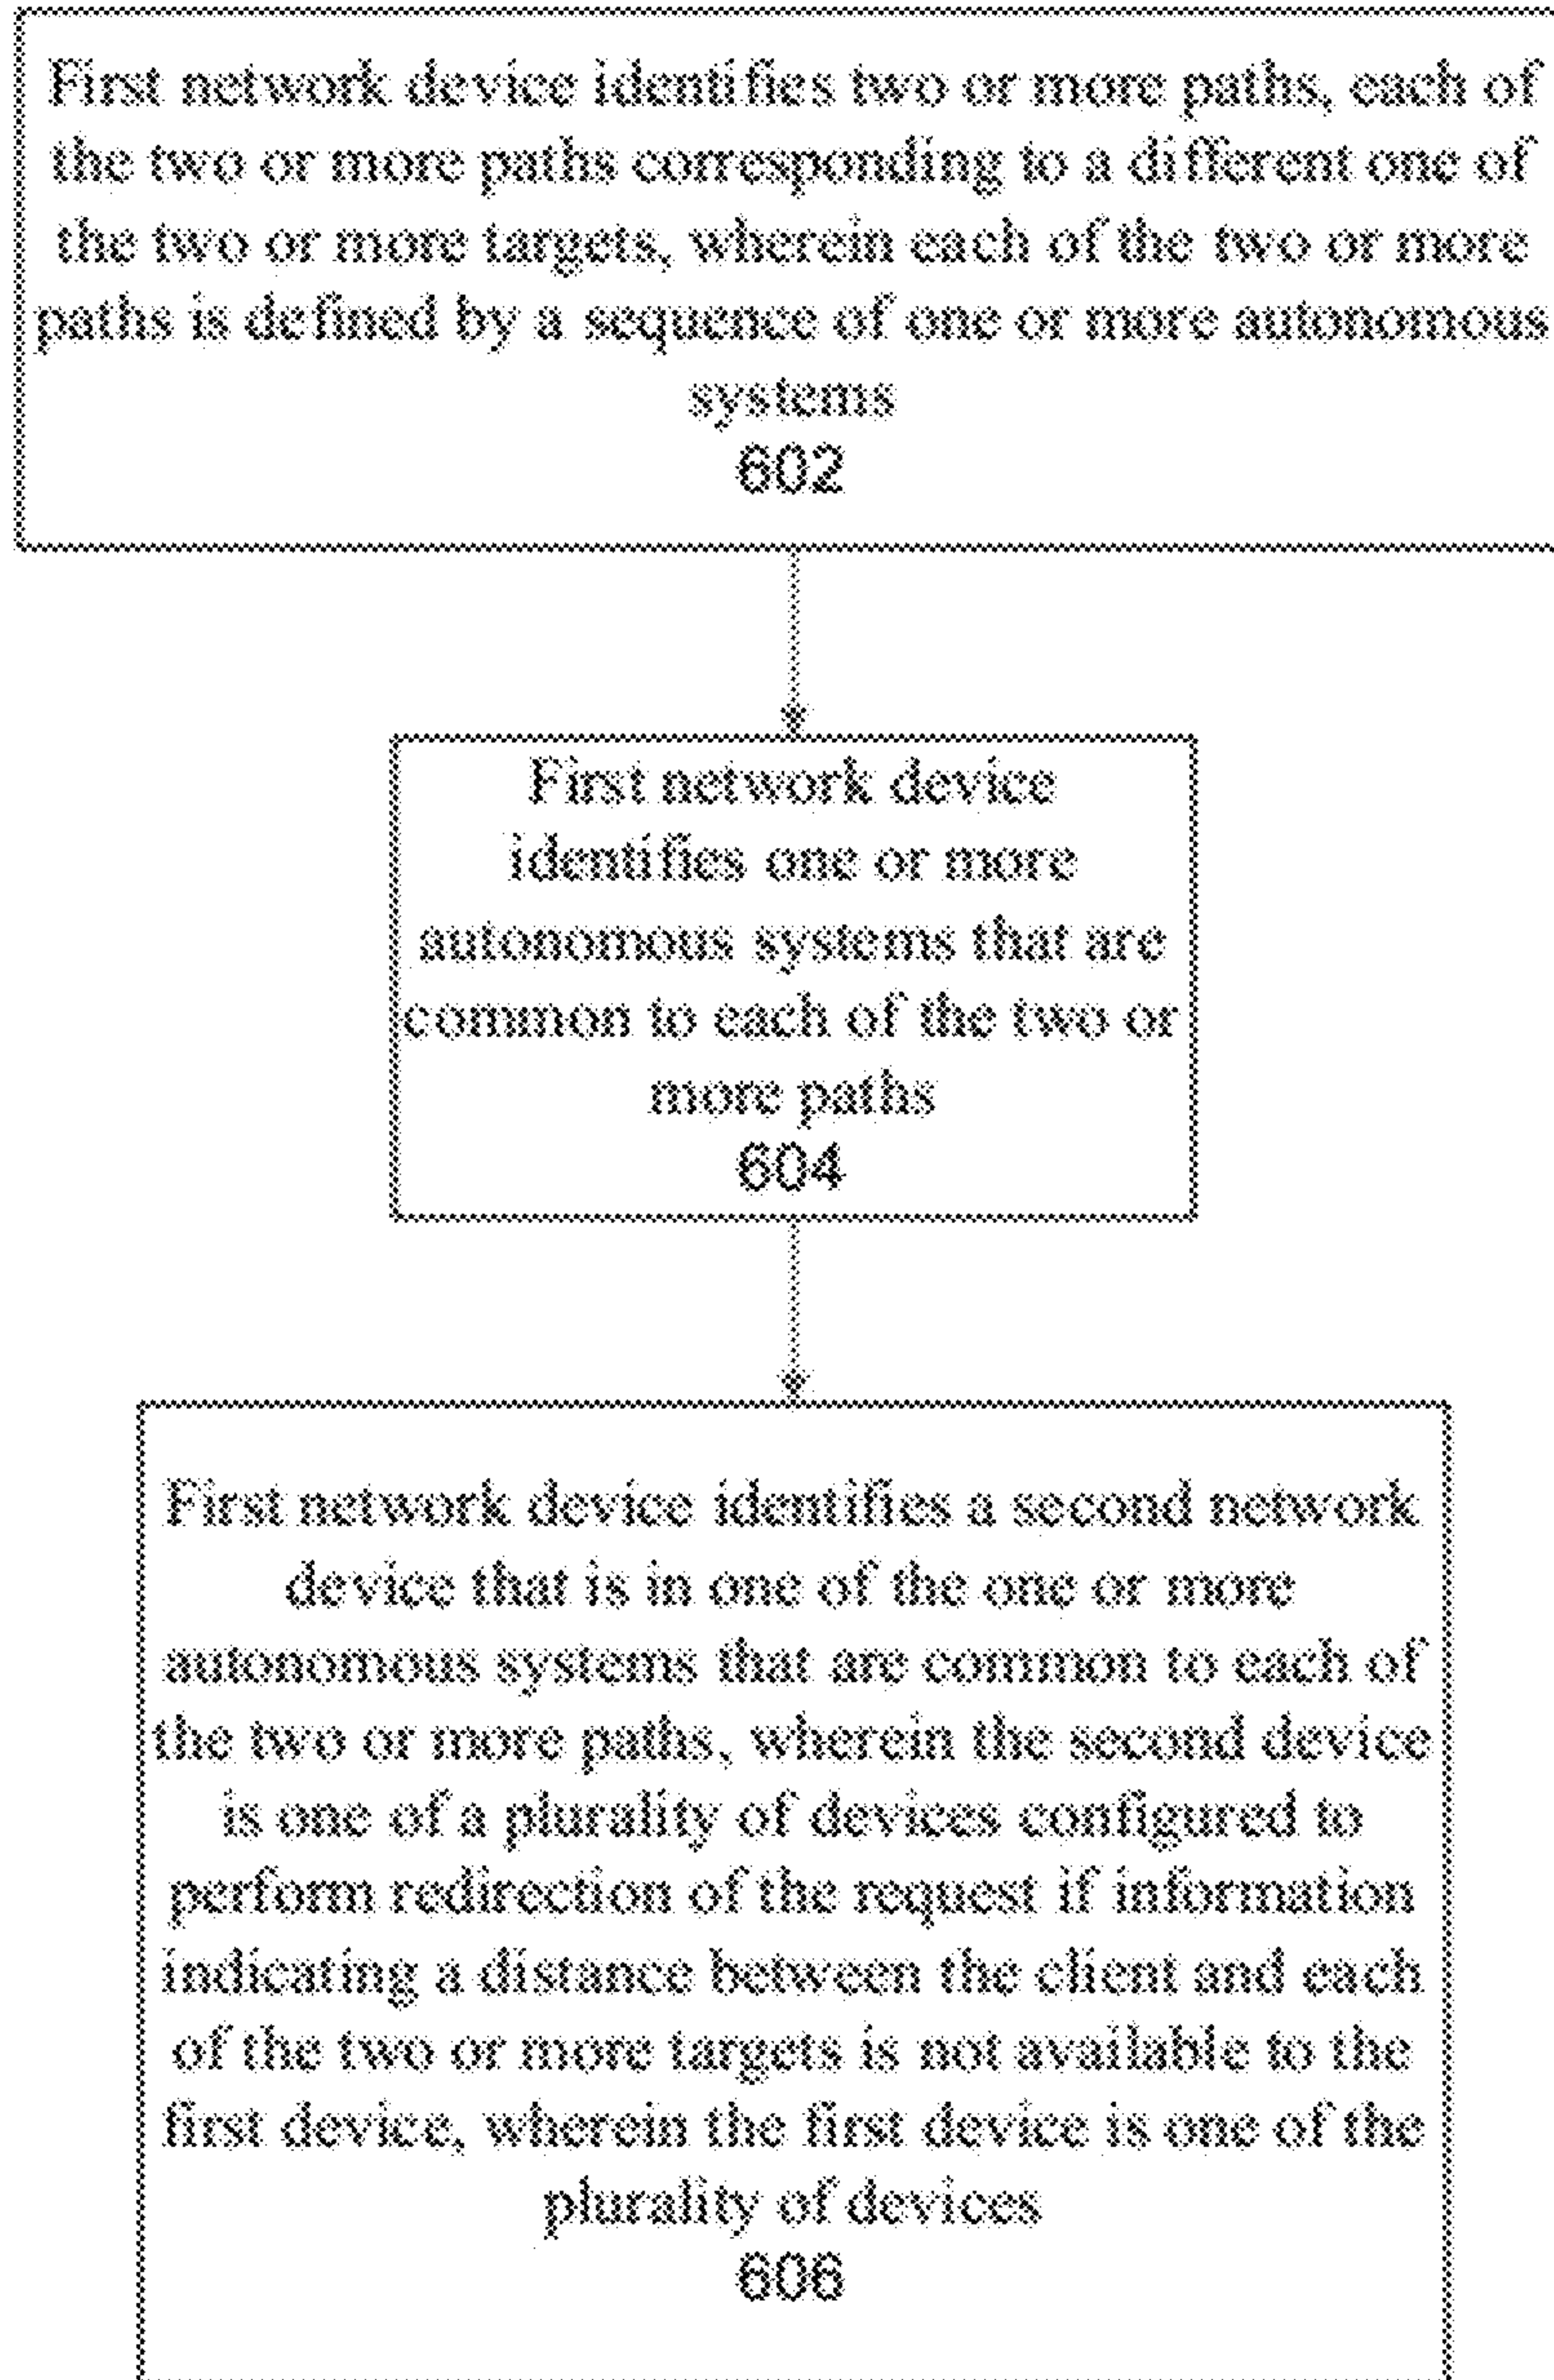 First network device identifies two or more paths, each of
the two or more paths corresponding to a different one of
the two or more targets, wherein each of the two or more
paths is defined by a sequence of one or more autonomous
systems
602
First network device
identifies one or more
autonomous systems that are
common to each of the two or
more paths
604
First network device identifies a second network
device that is in one of the one or more
autonomous systems that are common to each of
the two or more paths, wherein the second device
is one of a plurality of devices configured to
perform redirection of the request if information
indicating a distance between the client and each
of the two or more targets is not available to the
first device, wherein the first device is one of the
plurality of devices
606